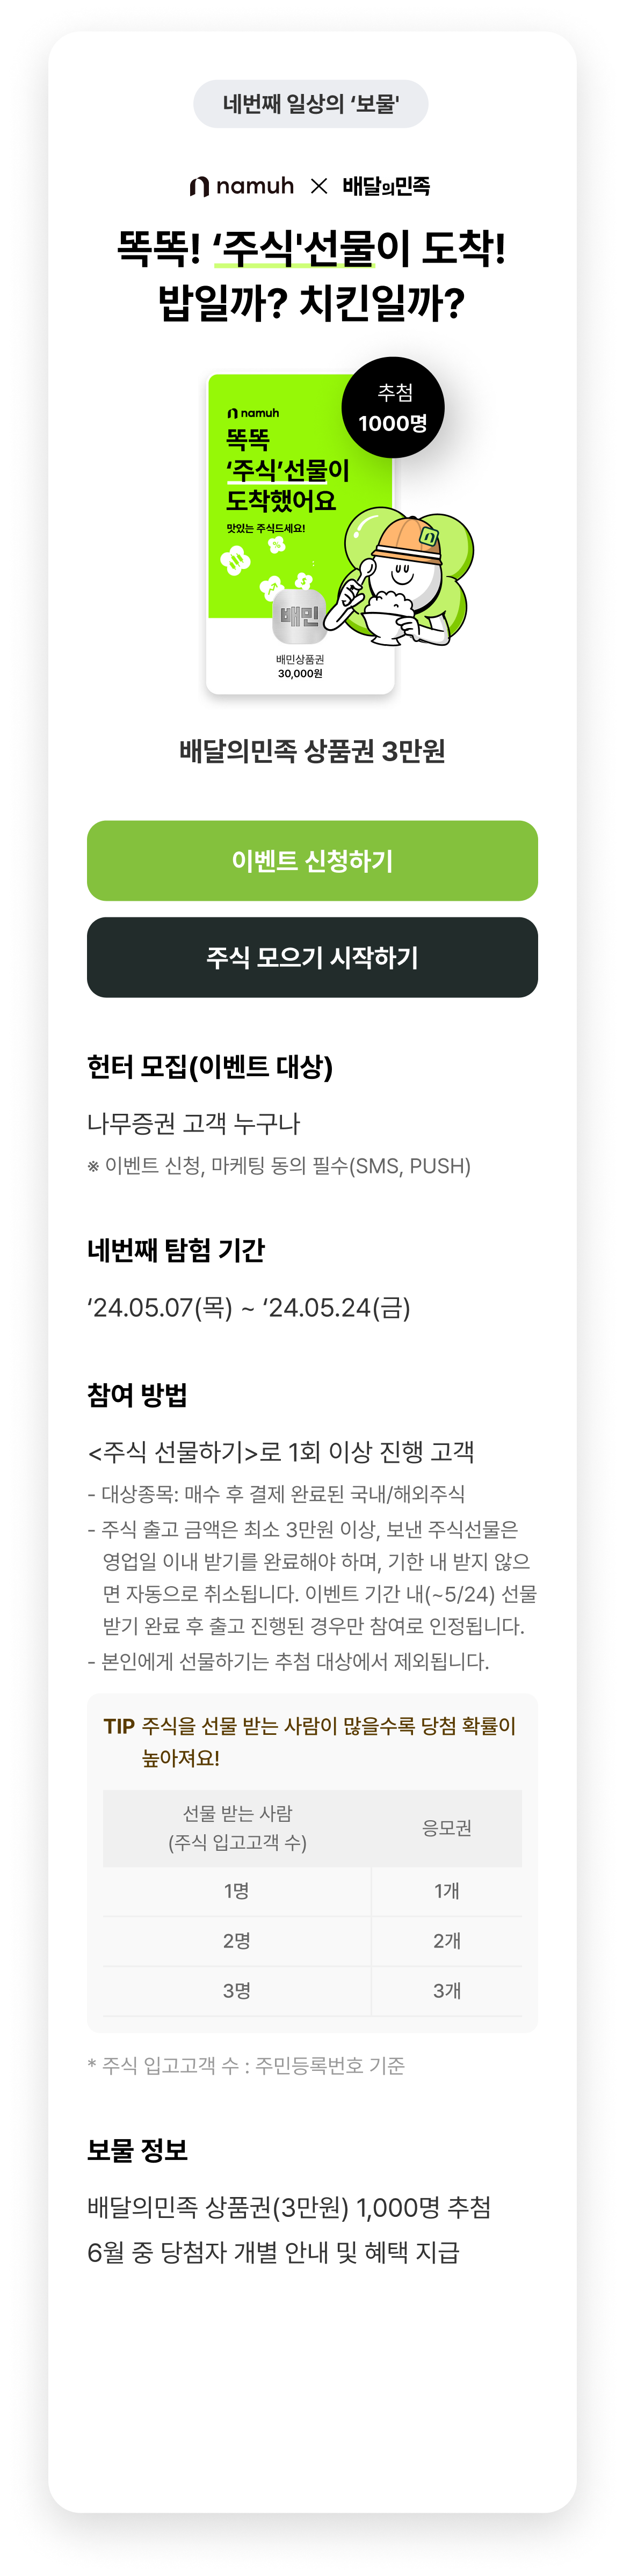 네번째 일상의 ‘보물'
namuh × 배달의민족
똑똑! ‘주식'선물이 도착!
밥일까? 치킨일까?
추첨
1000명
namuh
똑똑
‘주식’선물이
도착했어요
맛있는 주식드세요!
배민
배민상품권
30,000원
배달의민족 상품권 3만원
이벤트 신청하기
주식 모으기 시작하기
헌터 모집(이벤트 대상)
나무증권 고객 누구나
※ 이벤트 신청, 마케팅 동의 필수(SMS, PUSH)
네번째 탐험 기간
‘24.05.07(목) ~ ‘24.05.24(금)
참여 방법
<주식 선물하기>로 1회 이상 진행 고객
- 대상종목: 매수 후 결제 완료된 국내/해외주식
- 주식 출고 금액은 최소 3만원 이상, 보낸 주식선물은
영업일 이내 받기를 완료해야 하며, 기한 내 받지 않으
면 자동으로 취소됩니다. 이벤트 기간 내(~5/24) 선물
받기 완료 후 출고 진행된 경우만 참여로 인정됩니다.
- 본인에게 선물하기는 추첨 대상에서 제외됩니다.
TIP 주식을 선물 받는 사람이 많을수록 당첨 확률이
높아져요!
선물 받는 사람
(주식 입고고객 수)
응모권
1명 1개
2명 2개
3명 3개
* 주식 입고고객 수 : 주민등록번호 기준
보물 정보
배달의민족 상품권(3만원) 1,000명 추첨
6월 중 당첨자 개별 안내 및 혜택 지급